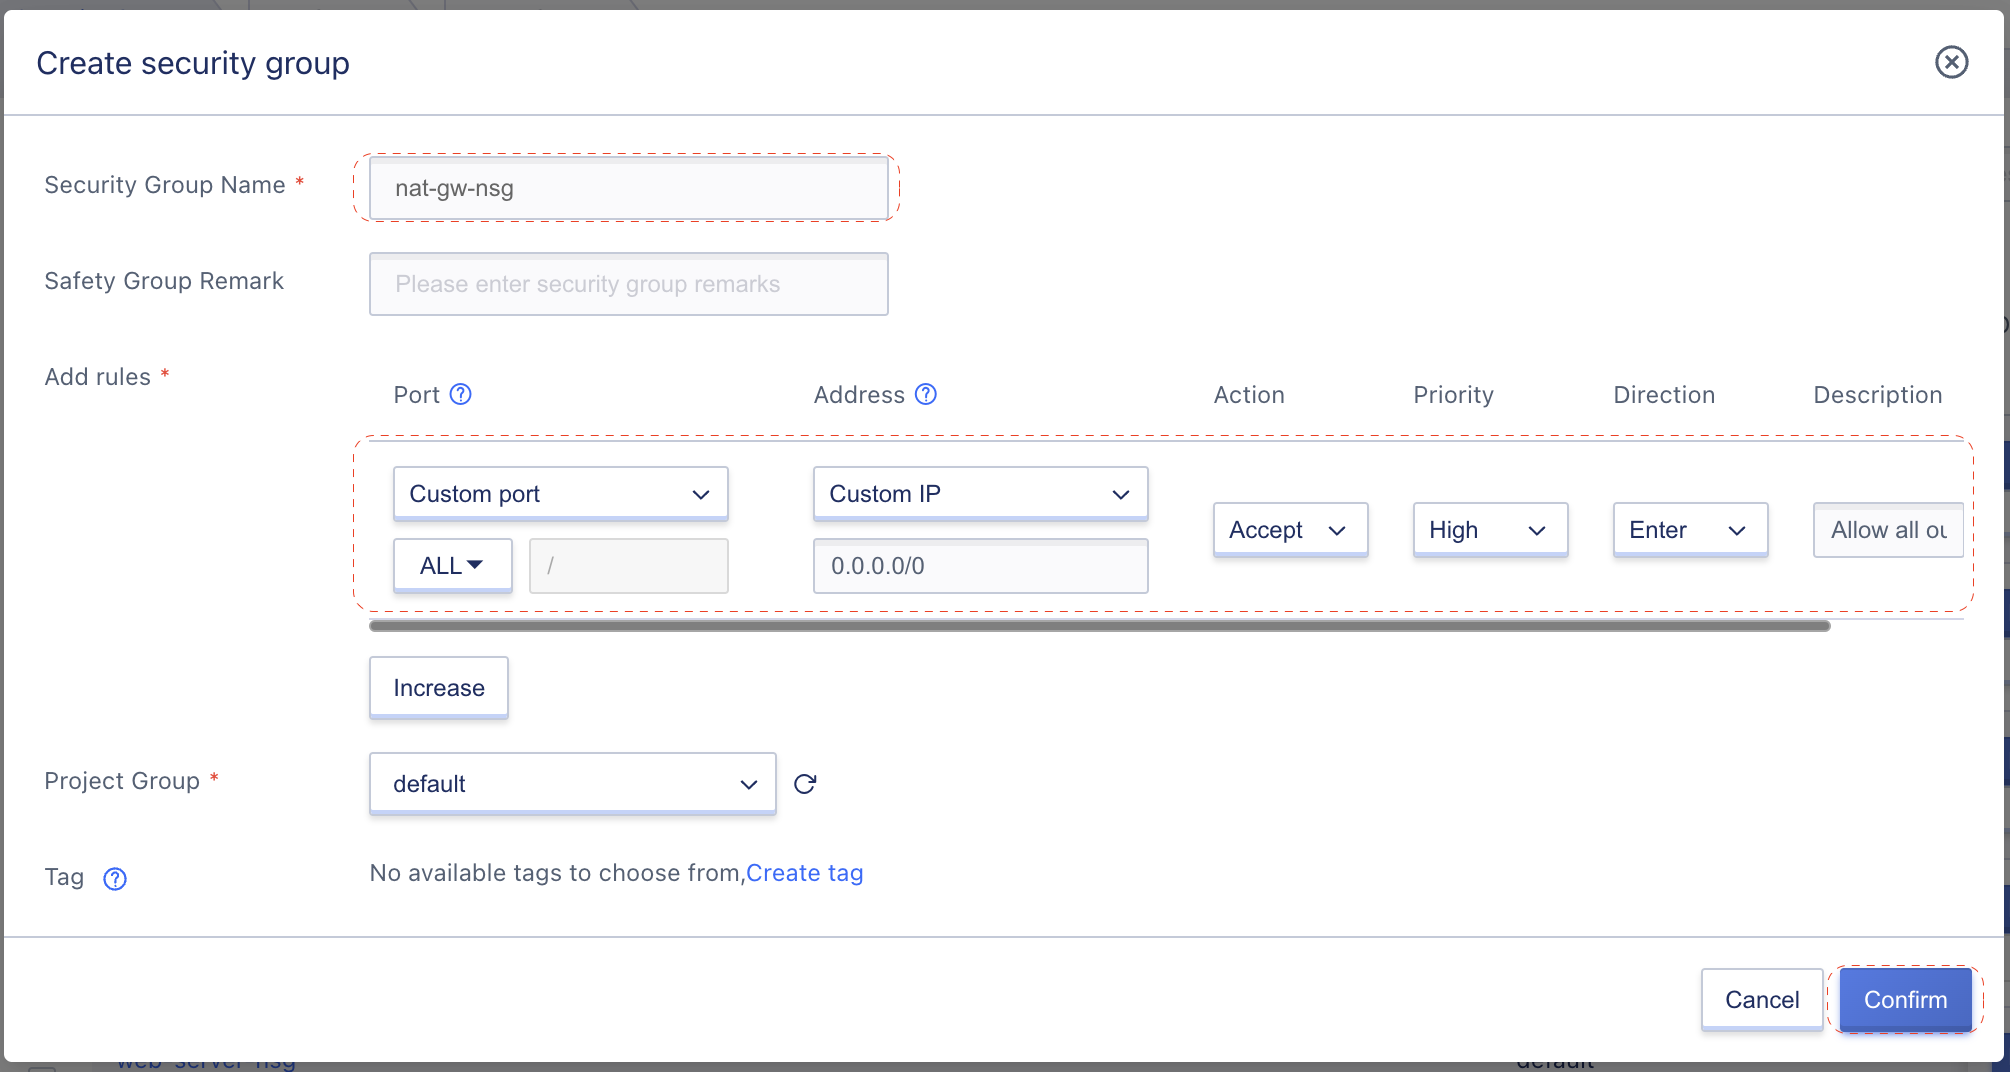 Create security group
Security Group Name *
nat-gw-nsg
Safety Group Remark
Please enter security group remarks
Add rules *
Port ? Address ? Action Priority Direction Description
Custom port Custom IP
Accept High Enter Allow all ou
ALL / 0.0.0.0/0
Increase
Project Group *
default
Tag ?
No available tags to choose from,Create tag
Cancel Confirm
web-server-nsg default